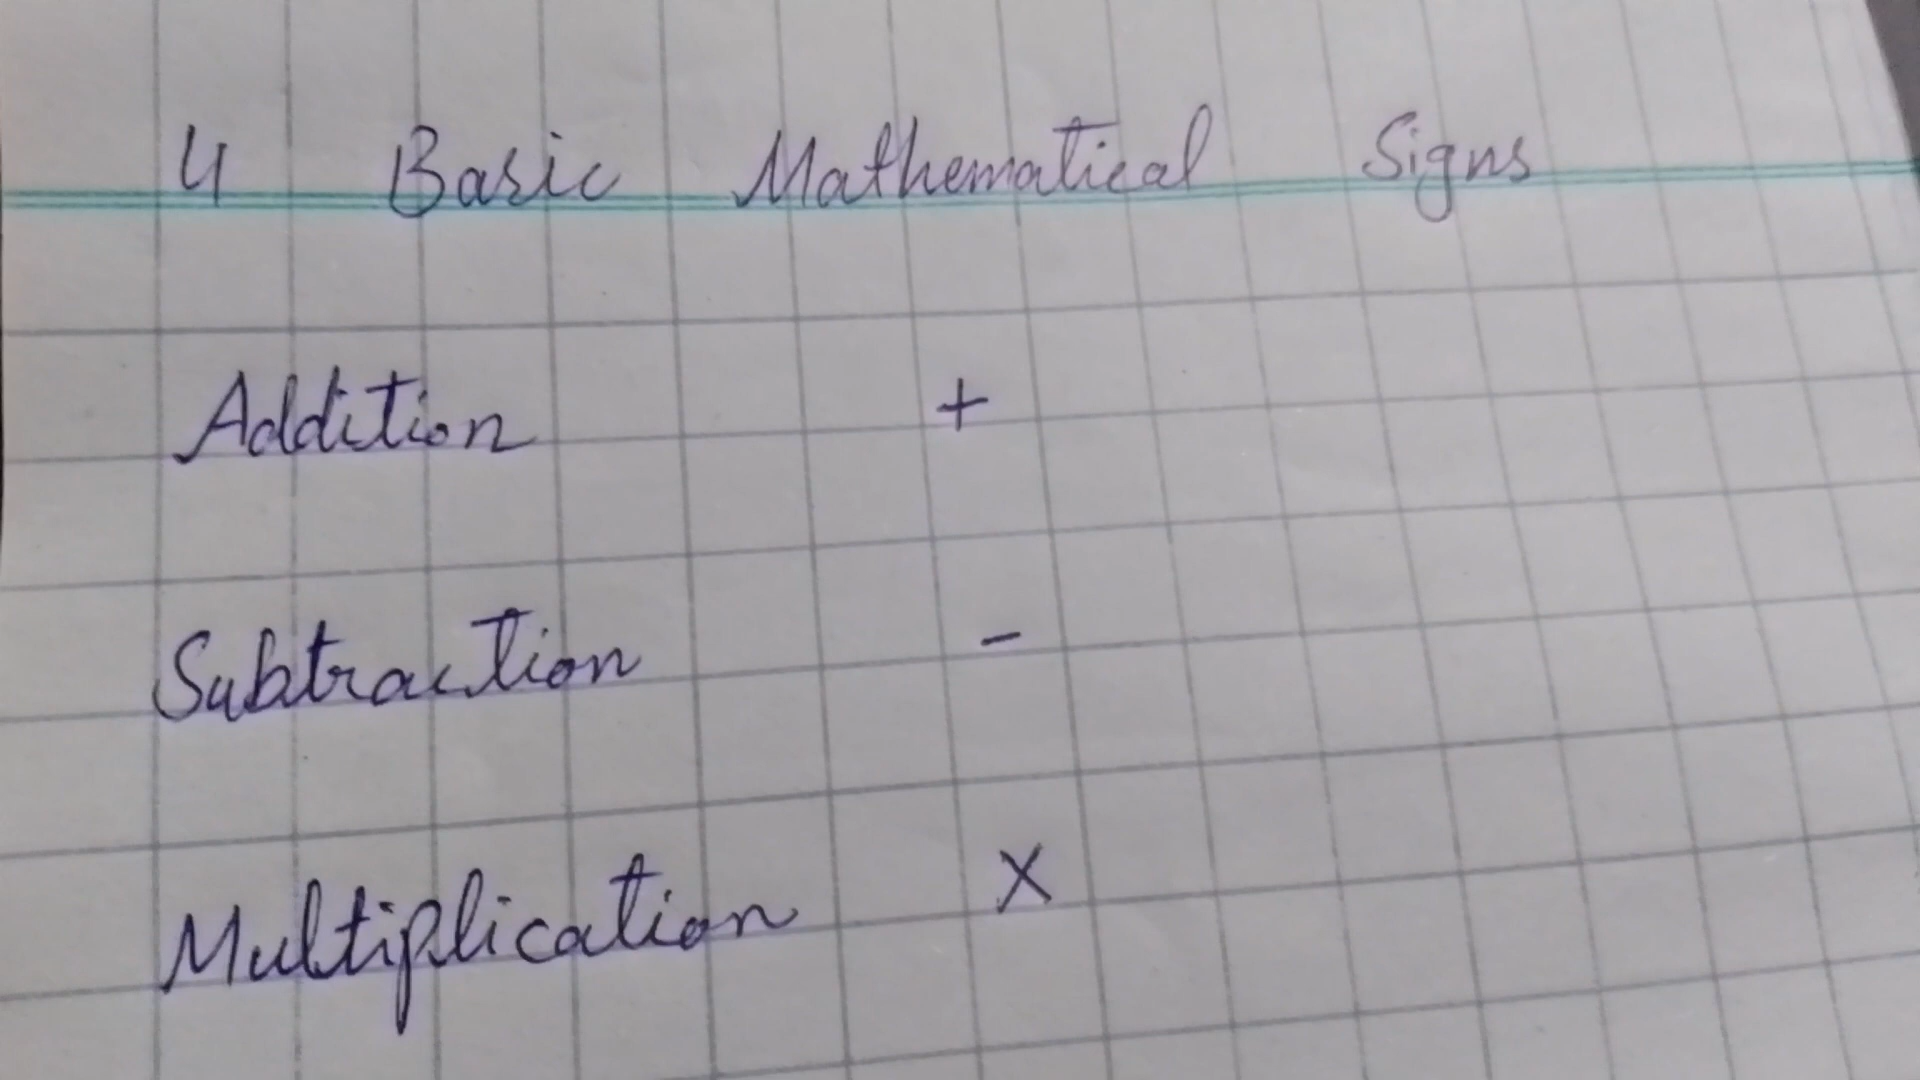 4 Basic Mathematical Signs
Addition +
Subtraction -
Multiplication X